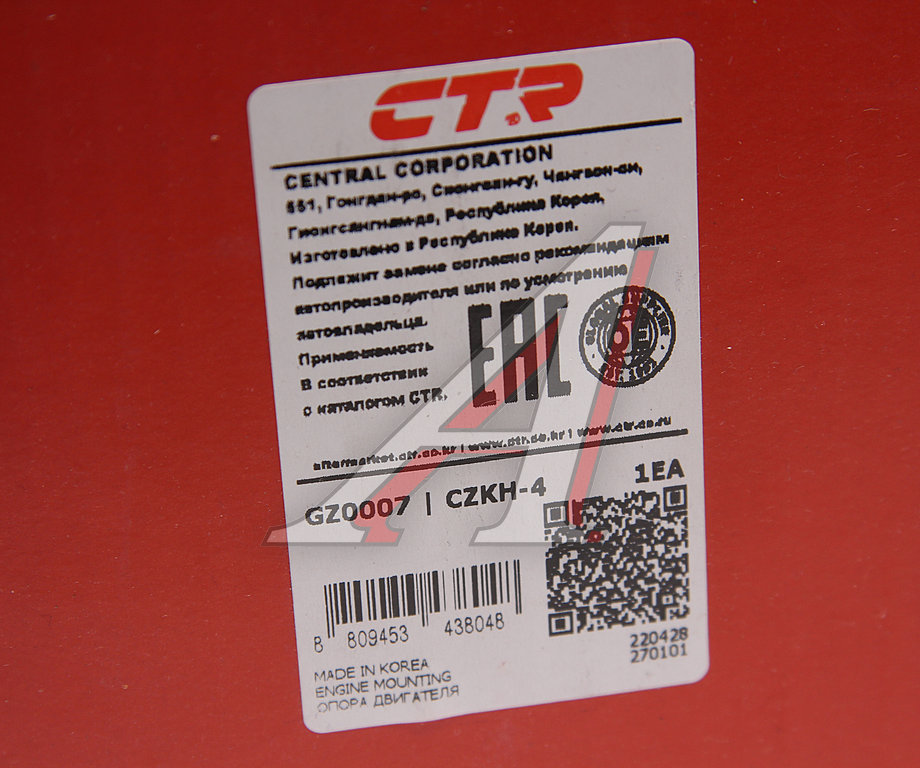 CTR®
CENTRAL CORPORATION
551, Гонгдан-ро, Сионгсан-гу, Чангвон-си,
Гиюнгсангнам-до, Республика Корея.
Изготовлено в Республике Корея.
Подлежит замене согласно рекомендациям
автопроизводителя или по усмотрению
автовладельца.
Применяемость
В соответствии
с каталогом CTR.
EAC
aftermarket.ctr.co.kr | www.ctr.co.kr | www.ctr.co.ru
GZ0007 | CZKH-4
1EA
8 809453 438048
220428
270101
MADE IN KOREA
ENGINE MOUNTING
ОПОРА ДВИГАТЕЛЯ